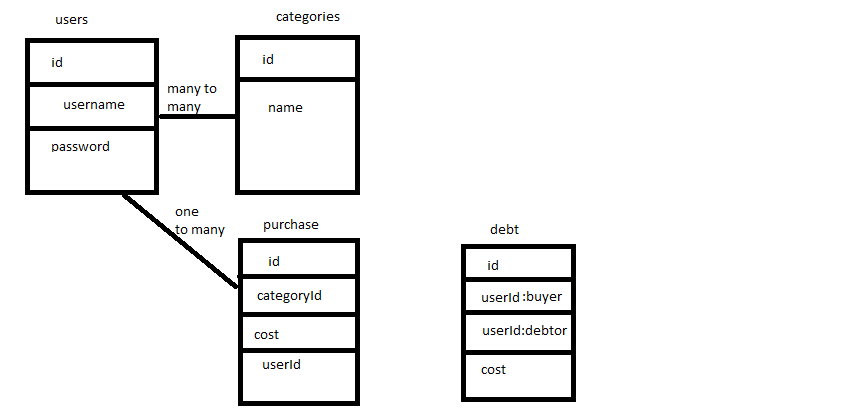 users
id
username
password
many to
many
categories
id
name
one
to many
purchase
id
categoryId
cost
userId
debt
id
userId:buyer
userId:debtor
cost